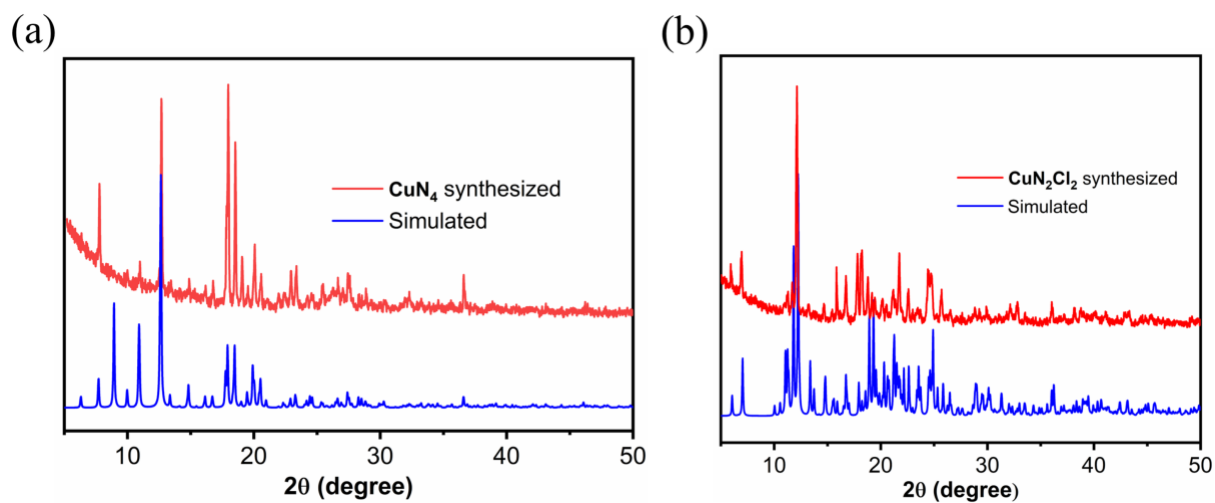 (a)
CuN₄ synthesized
Simulated
10 20 30 40 50
2θ (degree)
(b)
CuN₂Cl₂ synthesized
Simulated
10 20 30 40 50
2θ (degree)